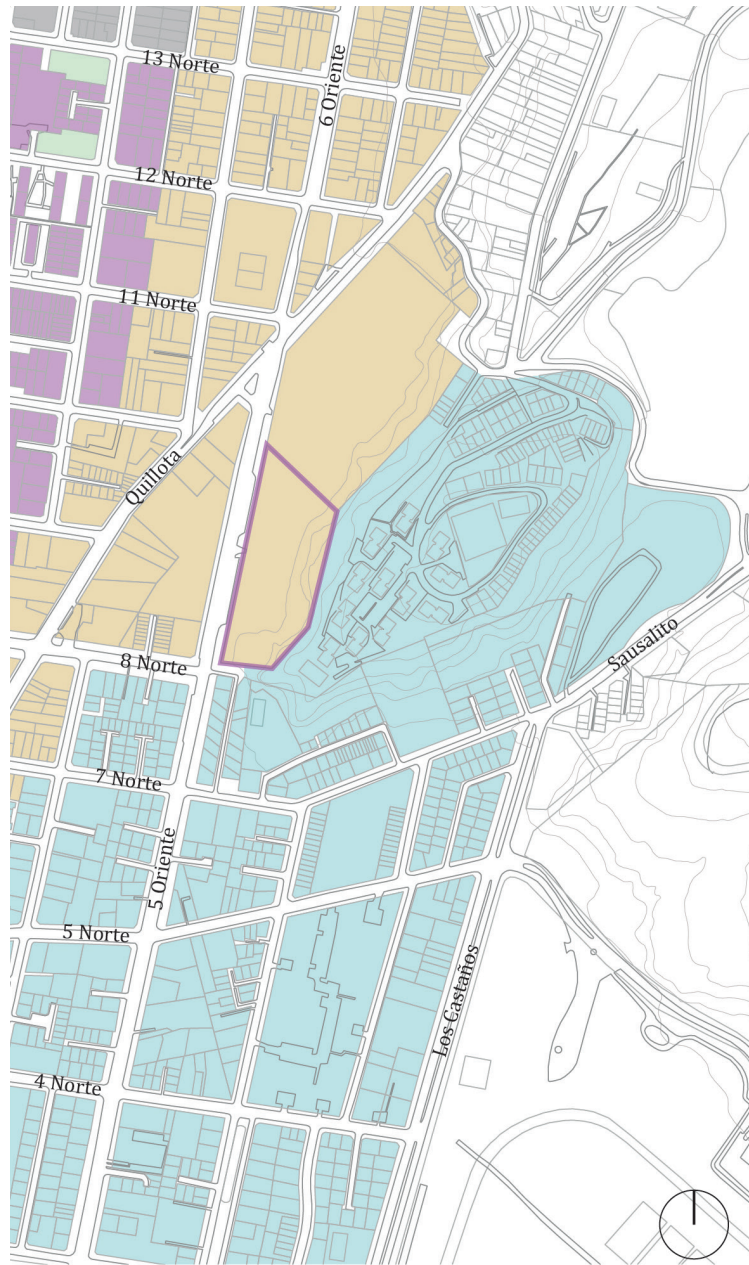 13 Norte
6 Oriente
12 Norte
11 Norte
Quillota
8 Norte
Sausalito
7 Norte
5 Oriente
5 Norte
Los Castaños
4 Norte